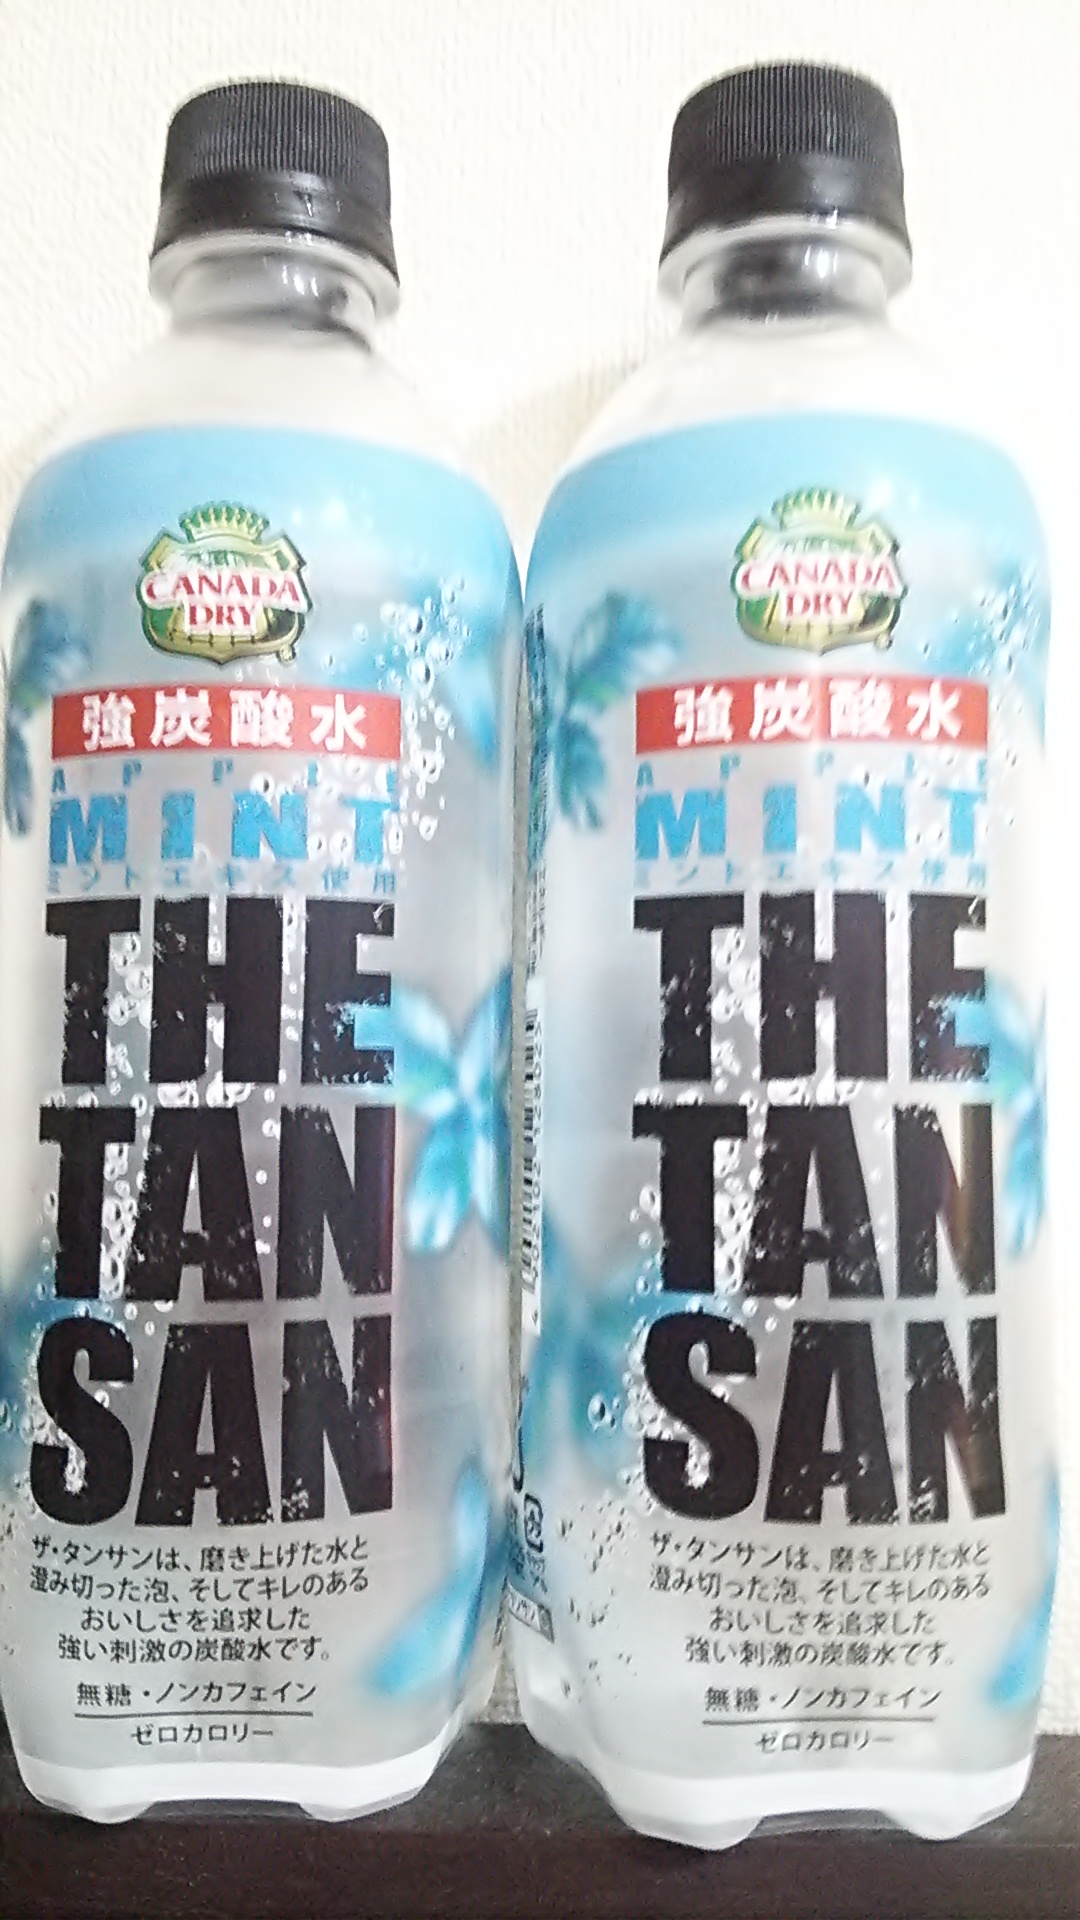 CANADA
DRY
強炭酸水
APPLE
MINT
ミントエキス使用
THE
TAN
SAN
ザ・タンサンは、磨き上げた水と
澄み切った泡、そしてキレのある
おいしさを追求した
強い刺激の炭酸水です。
無糖・ノンカフェイン
ゼロカロリー
CANADA
DRY
強炭酸水
APPLE
MINT
ミントエキス使用
THE
TAN
SAN
ザ・タンサンは、磨き上げた水と
澄み切った泡、そしてキレのある
おいしさを追求した
強い刺激の炭酸水です。
無糖・ノンカフェイン
ゼロカロリー